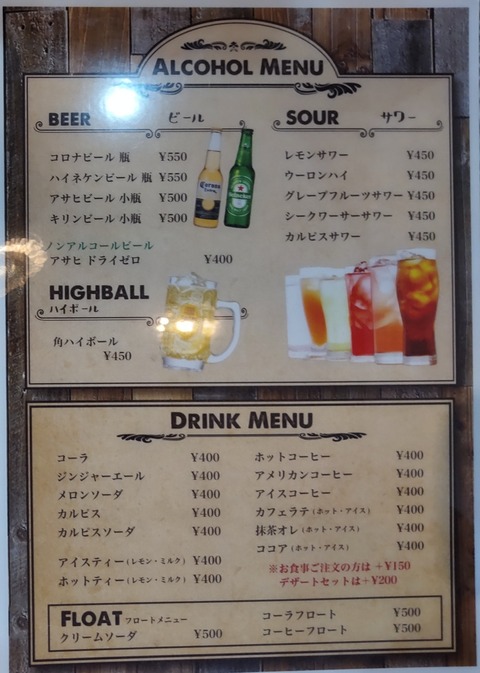 ALCOHOL MENU
BEER ビール
コロナビール 瓶 ¥550
ハイネケンビール 瓶 ¥550
アサヒビール 小瓶 ¥500
キリンビール 小瓶 ¥500
ノンアルコールビール
アサヒ ドライゼロ ¥400
HIGHBALL
ハイボール
角ハイボール
¥450
SOUR サワー
レモンサワー ¥450
ウーロンハイ ¥450
グレープフルーツサワー ¥450
シークワーサーサワー ¥450
カルピスサワー ¥450
Corona
Heineken
DRINK MENU
コーラ ¥400
ジンジャーエール ¥400
メロンソーダ ¥400
カルピス ¥400
カルピスソーダ ¥400
アイスティー(レモン・ミルク) ¥400
ホットティー(レモン・ミルク) ¥400
ホットコーヒー ¥400
アメリカンコーヒー ¥400
アイスコーヒー ¥400
カフェラテ(ホット・アイス) ¥400
抹茶オレ(ホット・アイス) ¥400
ココア(ホット・アイス) ¥400
※お食事ご注文の方は +¥150
デザートセットは+¥200
FLOAT フロートメニュー
クリームソーダ ¥500
コーラフロート ¥500
コーヒーフロート ¥500